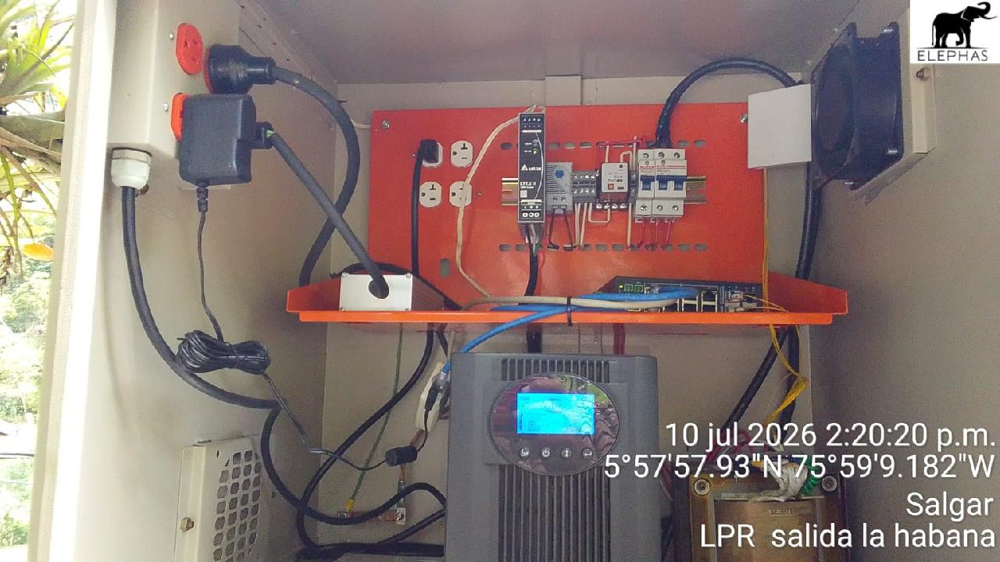 ELEPHAS
10 jul 2026 2:20:20 p.m.
5°57'57.93"N 75°59'9.182"W
Salgar
LPR salida la habana